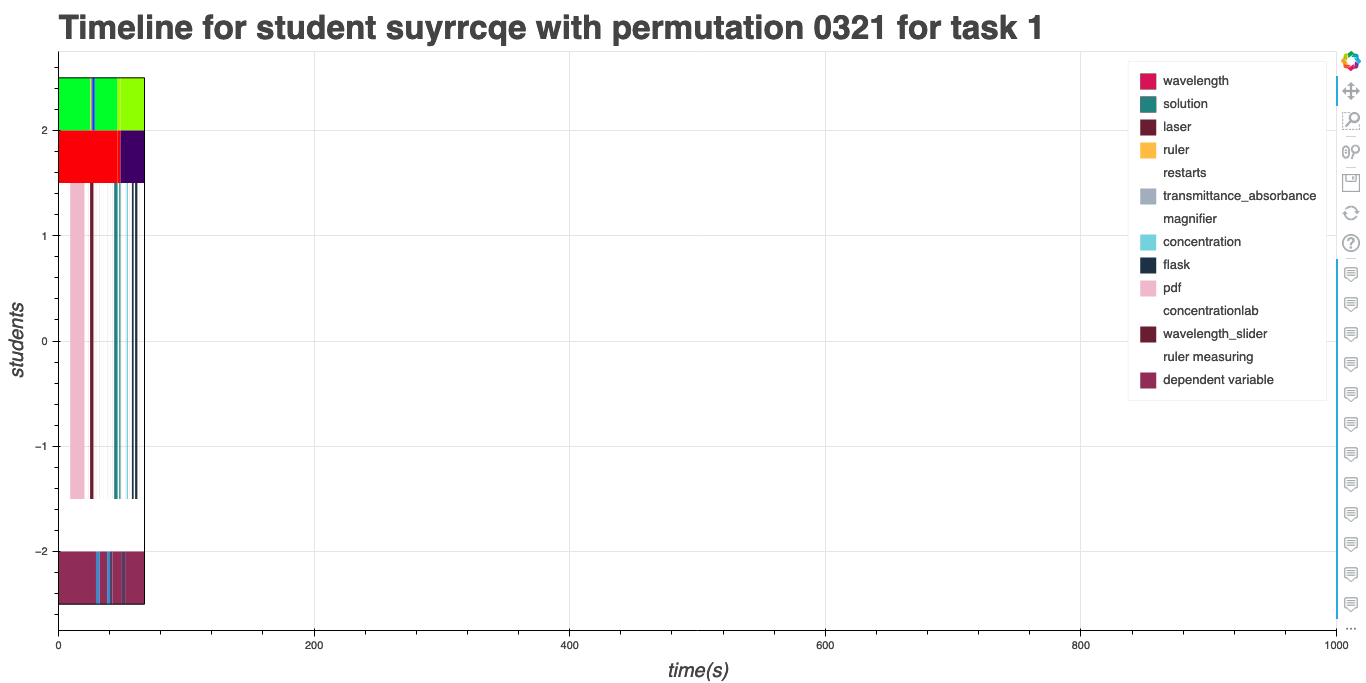 Timeline for student suyrrcqe with permutation 0321 for task 1
wavelength
solution
laser
ruler
restarts
transmittance_absorbance
magnifier
concentration
flask
pdf
concentrationlab
wavelength_slider
ruler measuring
dependent variable
students
2
1
0
−1
−2
0
200
400
600
800
1000
time(s)